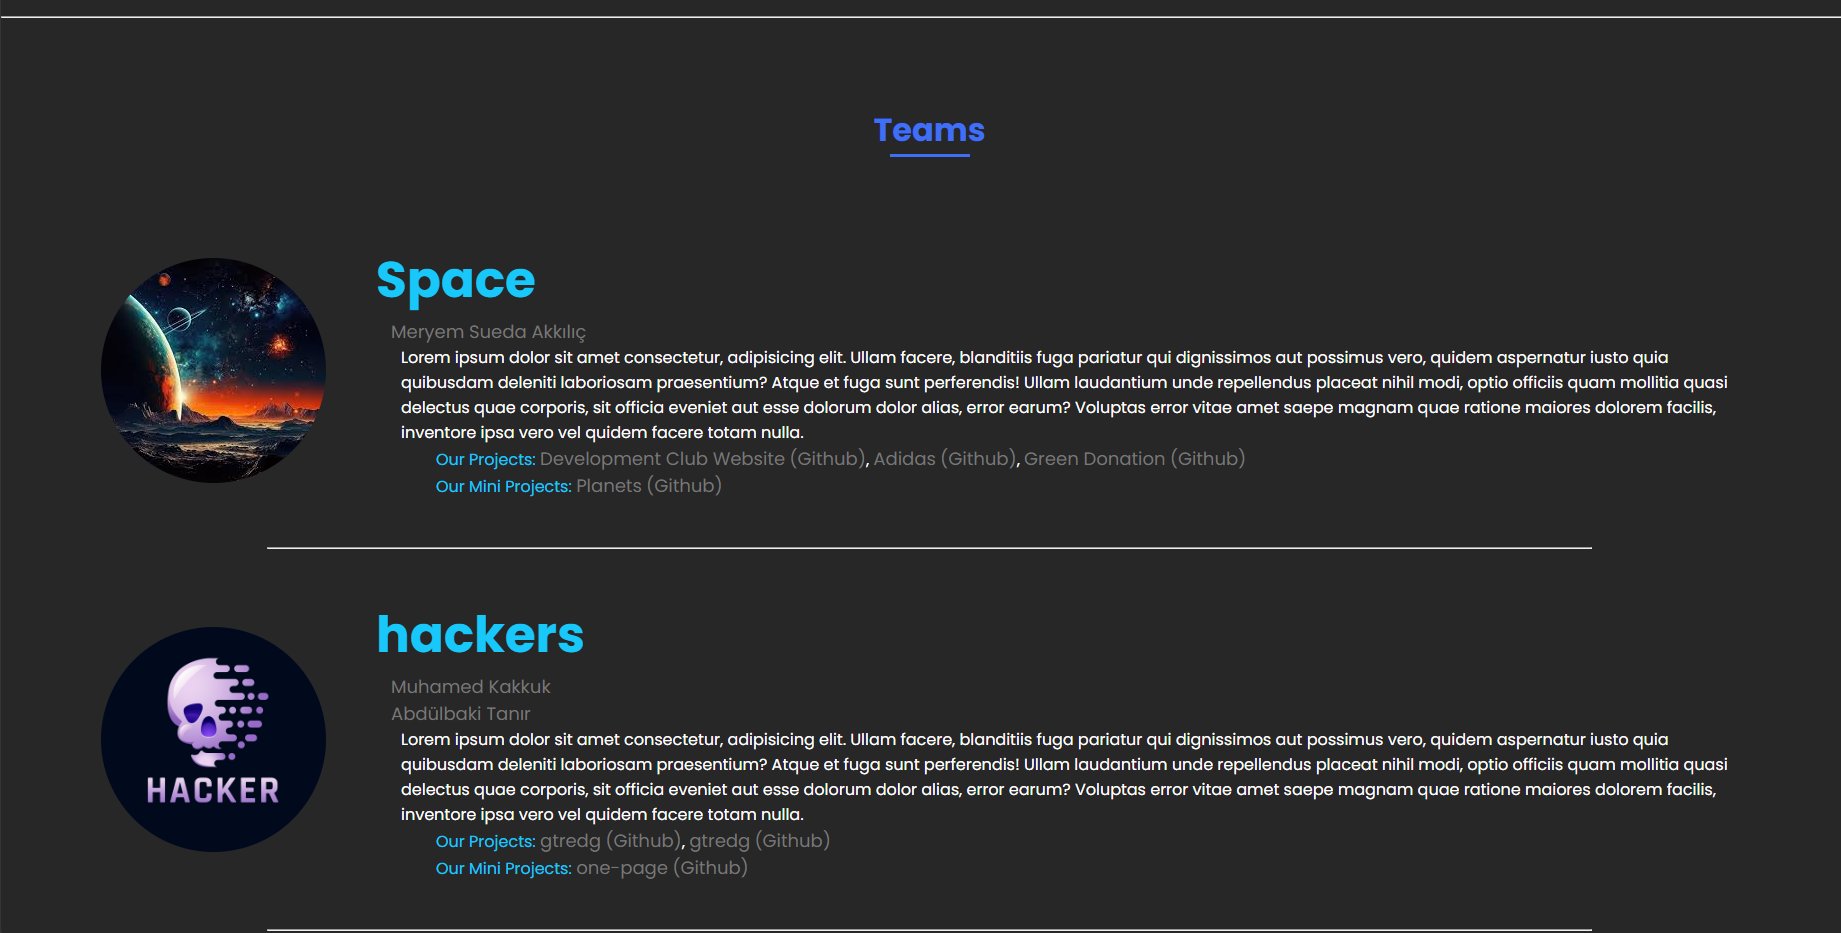 Teams
Space
Meryem Sueda Akkılıç
Lorem ipsum dolor sit amet consectetur, adipisicing elit. Ullam facere, blanditiis fuga pariatur qui dignissimos aut possimus vero, quidem aspernatur iusto quia
quibusdam deleniti laboriosam praesentium? Atque et fuga sunt perferendis! Ullam laudantium unde repellendus placeat nihil modi, optio officiis quam mollitia quasi
delectus quae corporis, sit officia eveniet aut esse dolorum dolor alias, error earum? Voluptas error vitae amet saepe magnam quae ratione maiores dolorem facilis,
inventore ipsa vero vel quidem facere totam nulla.
Our Projects: Development Club Website (Github), Adidas (Github), Green Donation (Github)
Our Mini Projects: Planets (Github)
hackers
Muhamed Kakkuk
Abdülbaki Tanır
HACKER
Lorem ipsum dolor sit amet consectetur, adipisicing elit. Ullam facere, blanditiis fuga pariatur qui dignissimos aut possimus vero, quidem aspernatur iusto quia
quibusdam deleniti laboriosam praesentium? Atque et fuga sunt perferendis! Ullam laudantium unde repellendus placeat nihil modi, optio officiis quam mollitia quasi
delectus quae corporis, sit officia eveniet aut esse dolorum dolor alias, error earum? Voluptas error vitae amet saepe magnam quae ratione maiores dolorem facilis,
inventore ipsa vero vel quidem facere totam nulla.
Our Projects: gtredg (Github), gtredg (Github)
Our Mini Projects: one-page (Github)